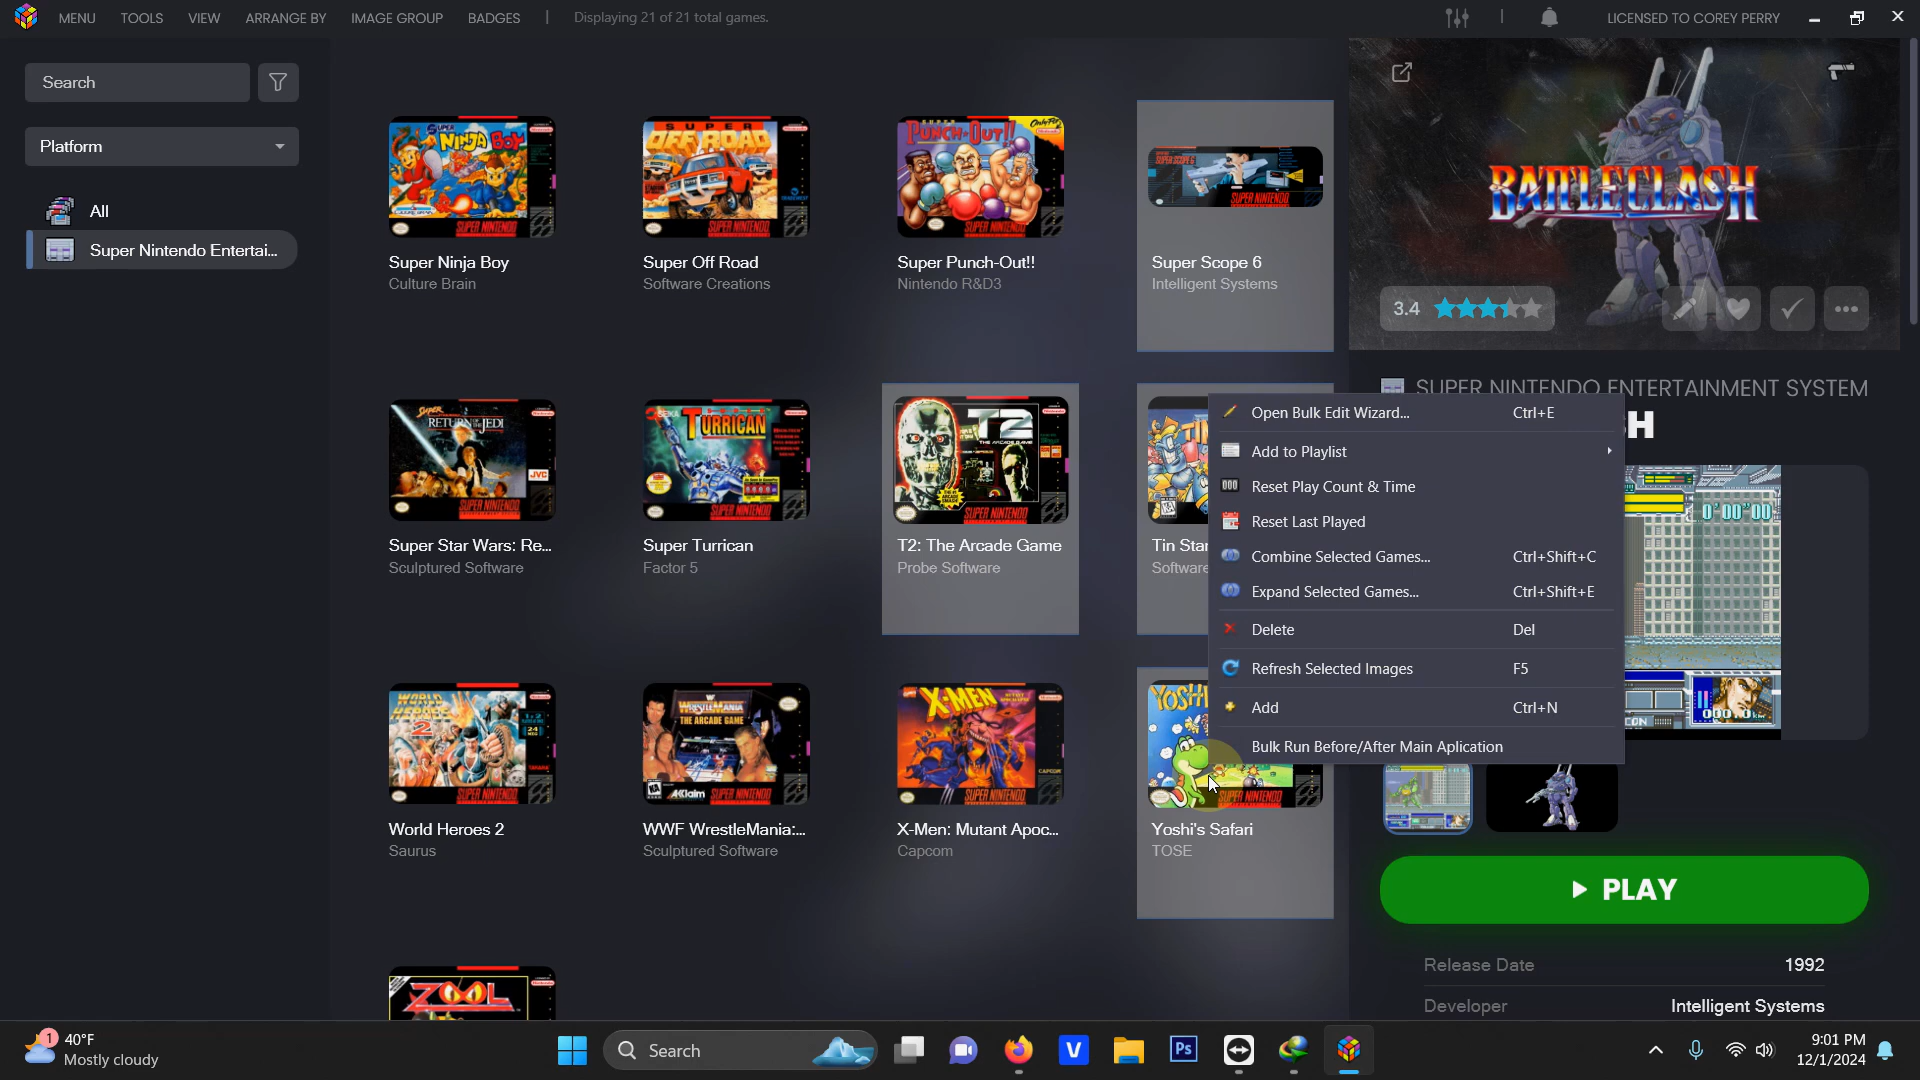 MENU TOOLS VIEW ARRANGE BY IMAGE GROUP BADGES | Displaying 21 of 21 total games. LICENSED TO COREY PERRY
Search
Platform
All
Super Nintendo Entertai...
Super Ninja Boy
Culture Brain
Super Off Road
Software Creations
Super Punch-Out!!
Nintendo R&D3
Super Scope 6
Intelligent Systems
BATTLECLASH
3.4
SUPER NINTENDO ENTERTAINMENT SYSTEM
H
Super Star Wars: Re...
Sculptured Software
Super Turrican
Factor 5
T2: The Arcade Game
Probe Software
Tin Star
Software
Open Bulk Edit Wizard... Ctrl+E
Add to Playlist
Reset Play Count & Time
Reset Last Played
Combine Selected Games... Ctrl+Shift+C
Expand Selected Games... Ctrl+Shift+E
Delete Del
Refresh Selected Images F5
Add Ctrl+N
Bulk Run Before/After Main Aplication
0'00"00
World Heroes 2
Saurus
WWF WrestleMania:...
Sculptured Software
X-Men: Mutant Apoc...
Capcom
Yoshi's Safari
TOSE
PLAY
Release Date 1992
Developer Intelligent Systems
ZOOL
1
40°F
Mostly cloudy
Search
V
Ps
9:01 PM
12/1/2024